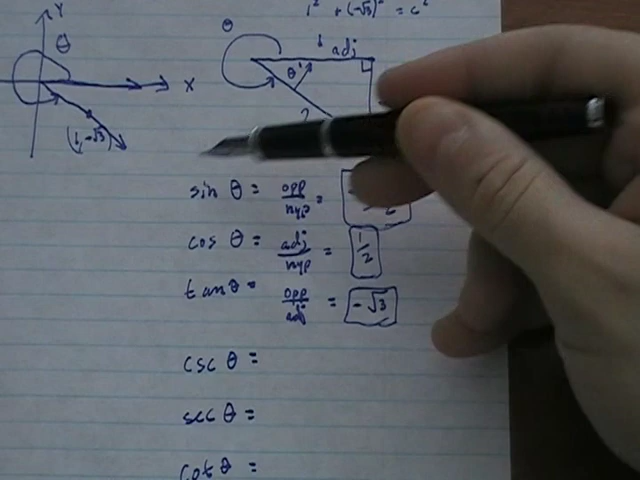 1² + (-√3)² = c²
Y
θ
X
(1, -√3)
θ
1
adj
θ'
2
sin θ = opp/hyp =
cos θ = adj/hyp = 1/2
tan θ = opp/adj = -√3
csc θ =
sec θ =
cot θ =